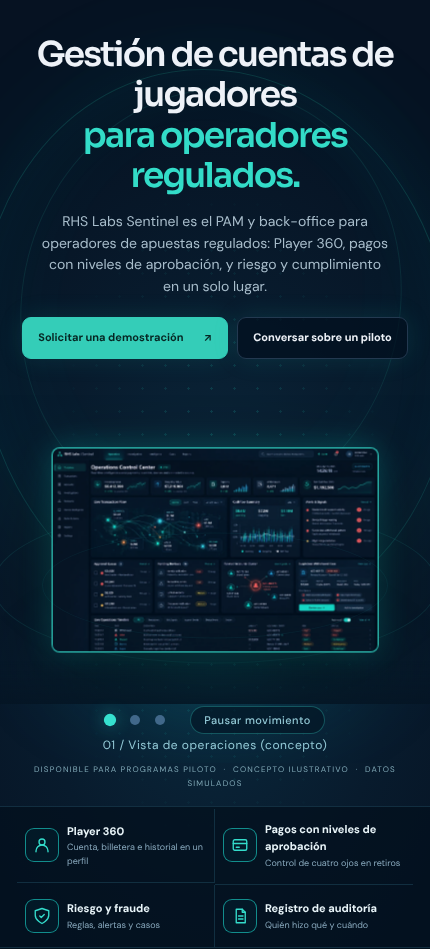 Gestión de cuentas de
jugadores
para operadores
regulados.
RHS Labs Sentinel es el PAM y back-office para
operadores de apuestas regulados: Player 360, pagos
con niveles de aprobación, y riesgo y cumplimiento
en un solo lugar.
Solicitar una demostración
Conversar sobre un piloto
Operations Control Center
Pausar movimiento
01 / Vista de operaciones (concepto)
DISPONIBLE PARA PROGRAMAS PILOTO · CONCEPTO ILUSTRATIVO · DATOS
SIMULADOS
Player 360
Cuenta, billetera e historial en un
perfil
Pagos con niveles de
aprobación
Control de cuatro ojos en retiros
Riesgo y fraude
Reglas, alertas y casos
Registro de auditoría
Quién hizo qué y cuándo